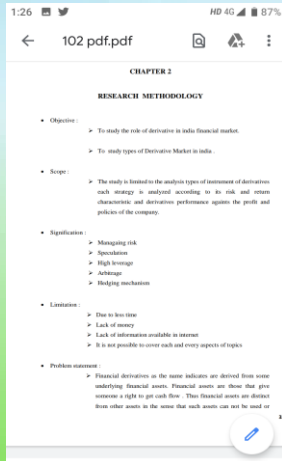 1:26 HD 4G 87%
102 pdf.pdf
CHAPTER 2
RESEARCH METHODOLOGY
• Objective :
➤ To study the role of derivative in india financial market.
➤ To study types of Derivative Market in india .
• Scope :
➤ The study is limited to the analysis types of instrument of derivatives
each strategy is analyzed according to its risk and return
characteristic and derivatives performance againts the profit and
policies of the company.
• Signification :
➤ Managaing risk
➤ Speculation
➤ High leverage
➤ Arbitrage
➤ Hedging mechanism
• Limitation :
➤ Due to less time
➤ Lack of money
➤ Lack of information available in internet
➤ It is not possible to cover each and every aspects of topics
• Problem statement :
➤ Financial derivatives as the name indicates are derived from some
underlying financial assets. Financial assets are those that give
someone a right to get cash flow . Thus financial assets are distinct
from other assets in the sense that such assets can not be used or